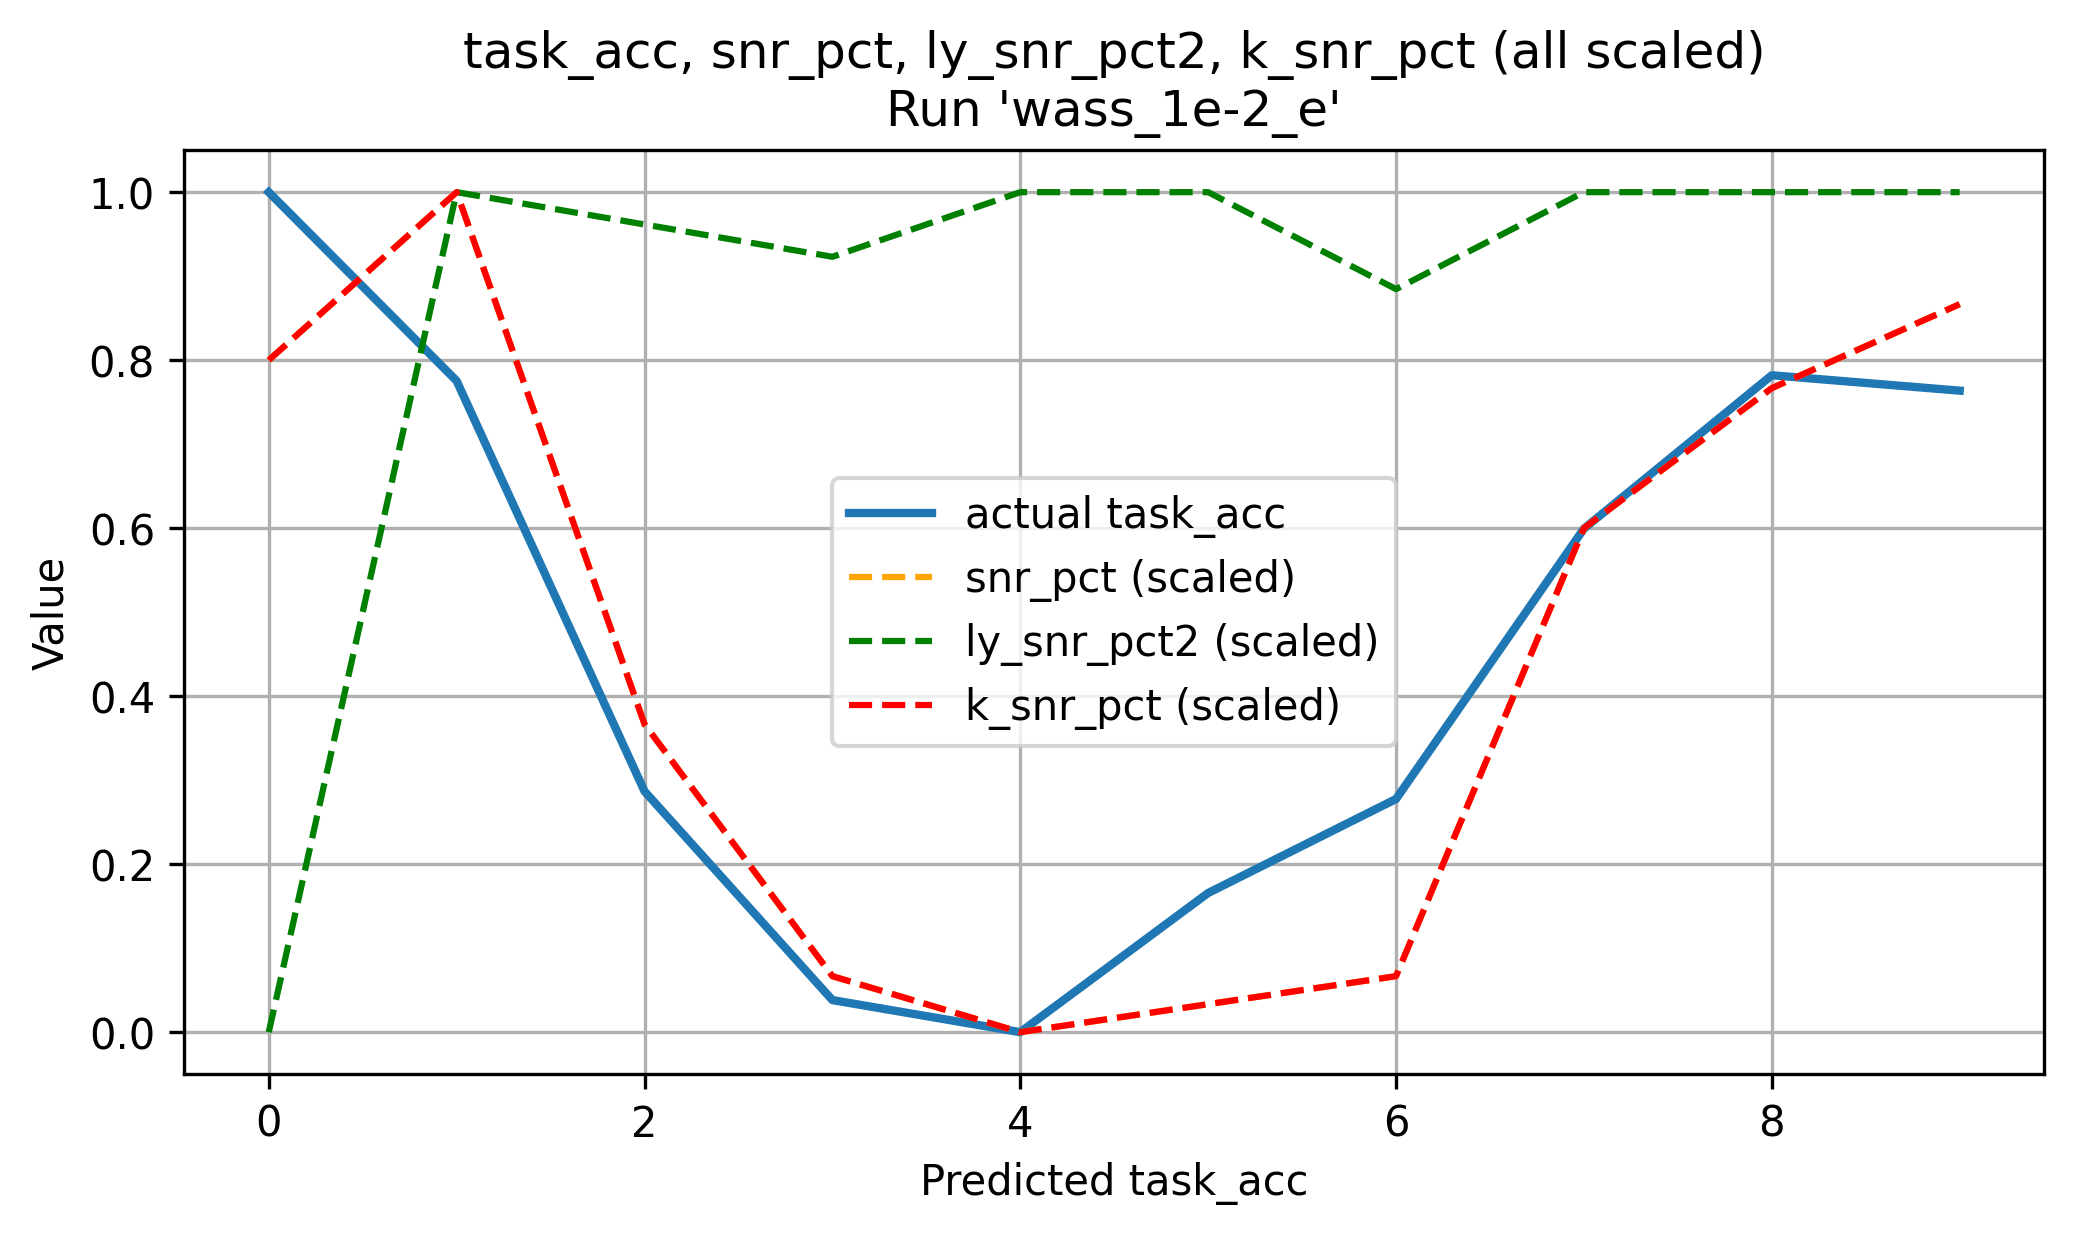 task_acc, snr_pct, ly_snr_pct2, k_snr_pct (all scaled)
Run 'wass_1e-2_e'
1.0
0.8
0.6
0.4
0.2
0.0
Value
actual task_acc
snr_pct (scaled)
ly_snr_pct2 (scaled)
k_snr_pct (scaled)
0 2 4 6 8
Predicted task_acc